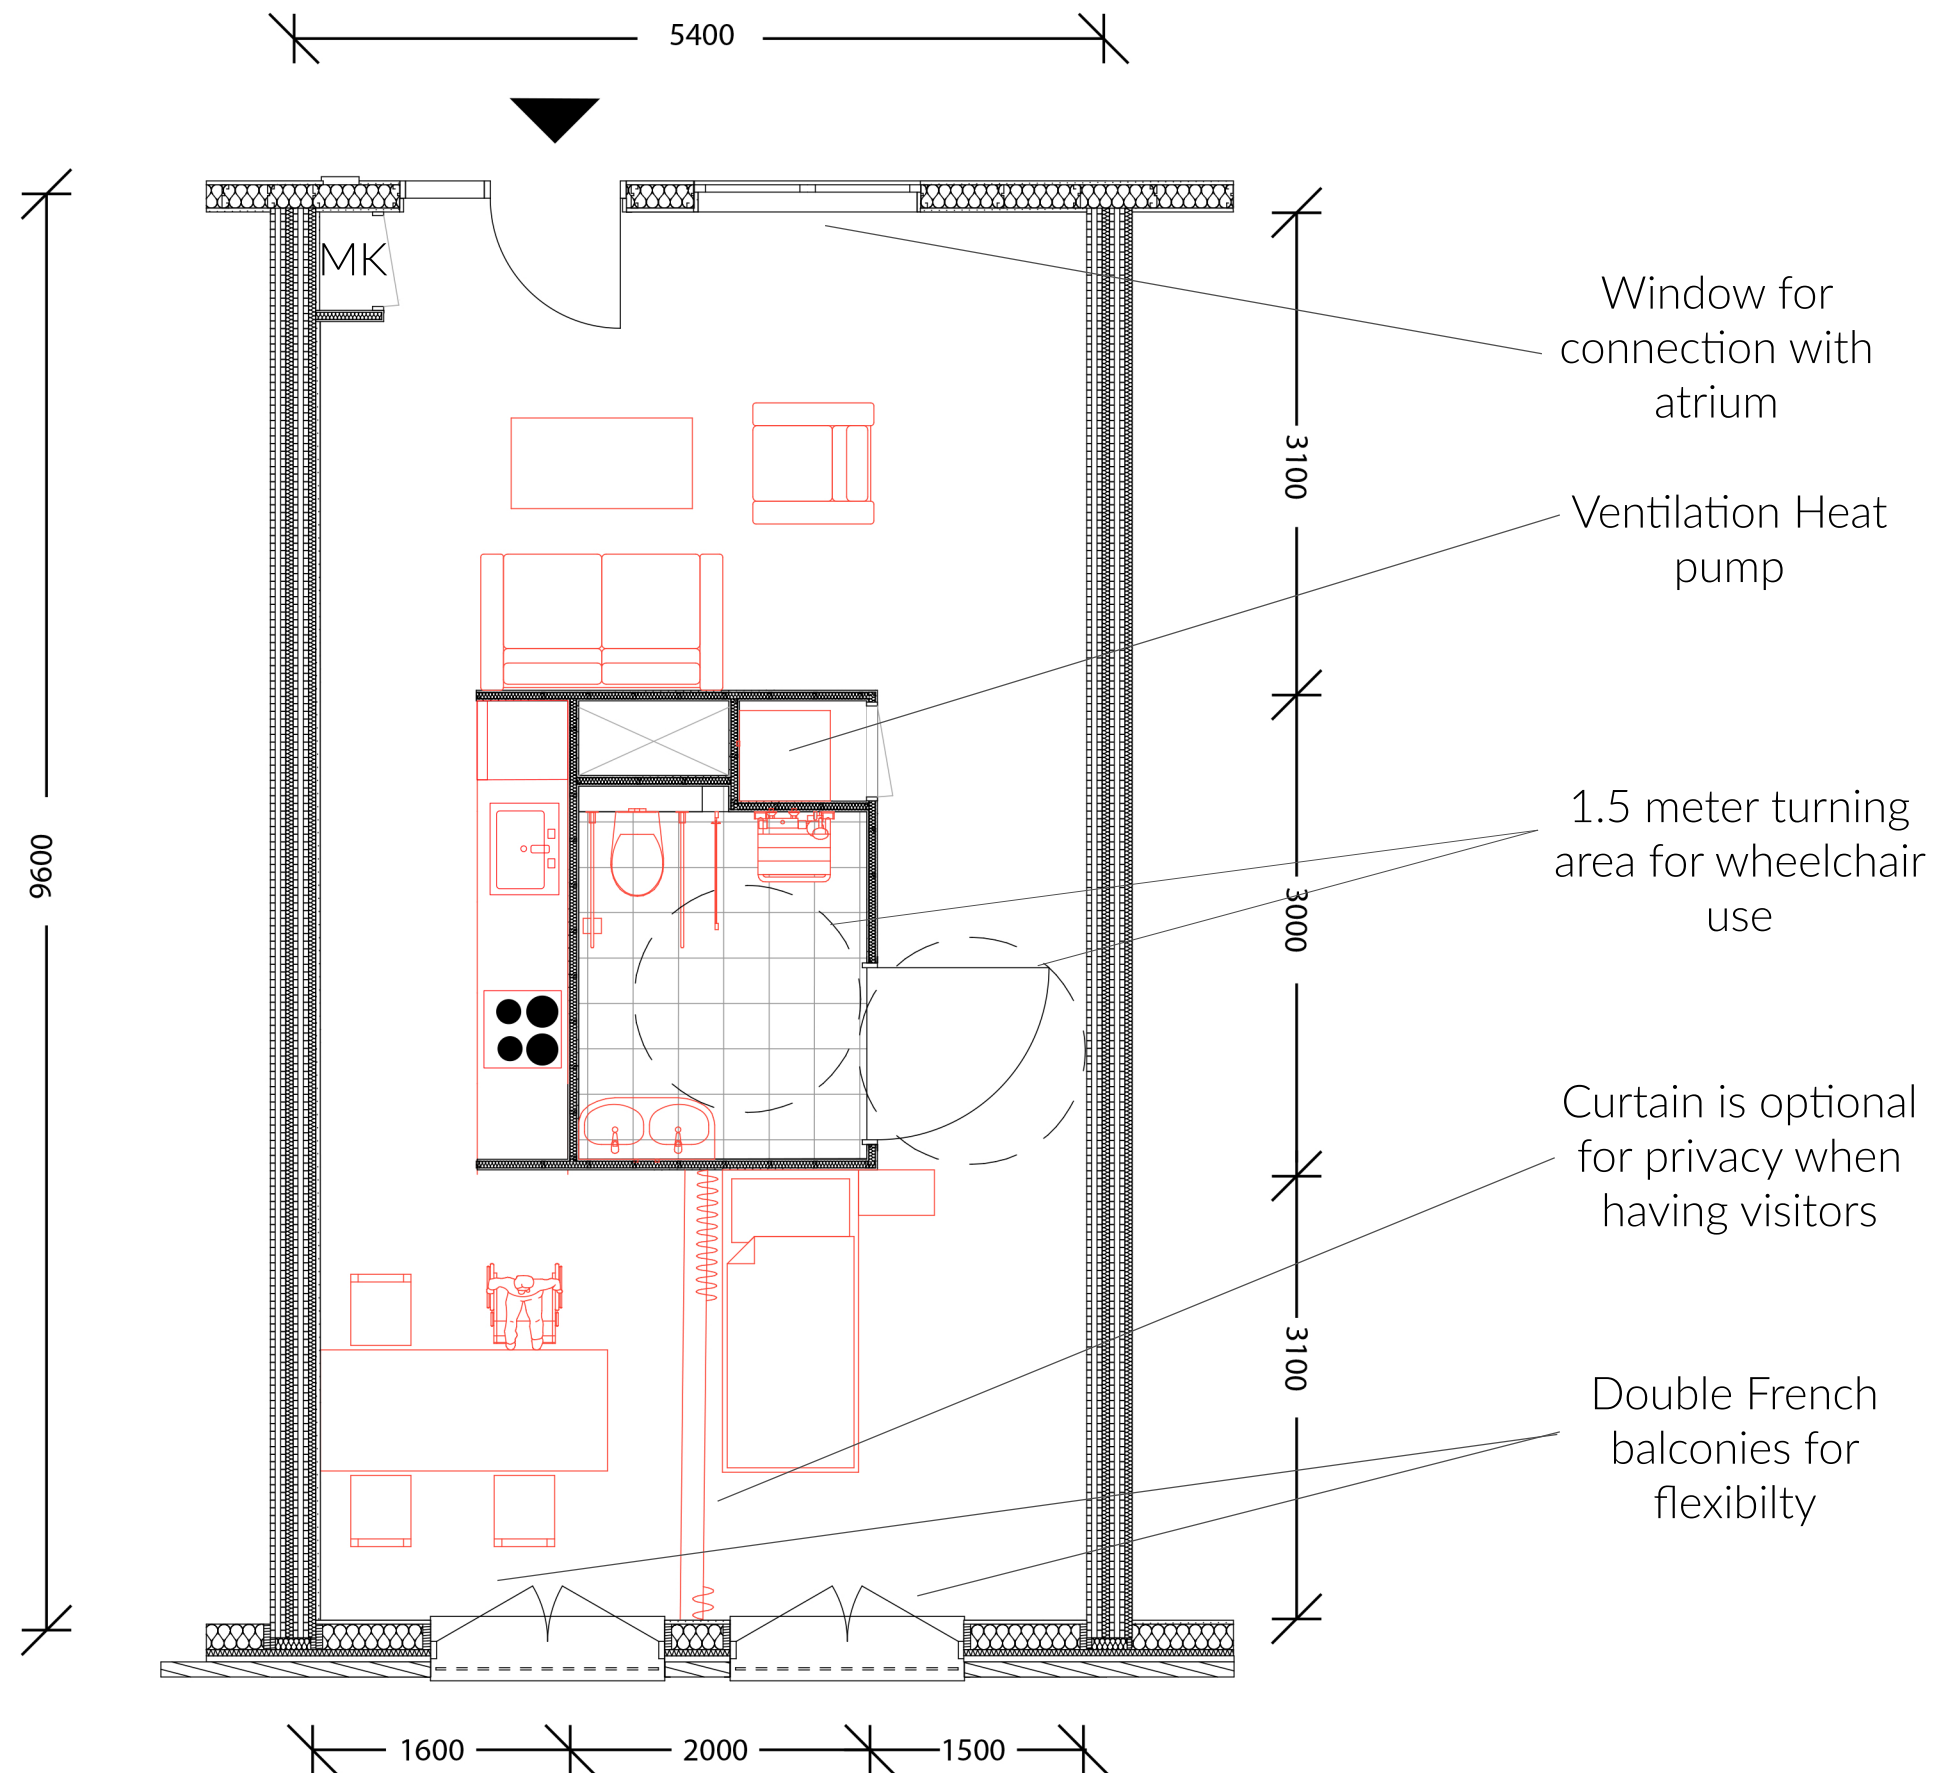 5400
MK
Window for
connection with
atrium
3100
Ventilation Heat
pump
1.5 meter turning
area for wheelchair
use
9600
3000
Curtain is optional
for privacy when
having visitors
3100
Double French
balconies for
flexibilty
1600
2000
1500